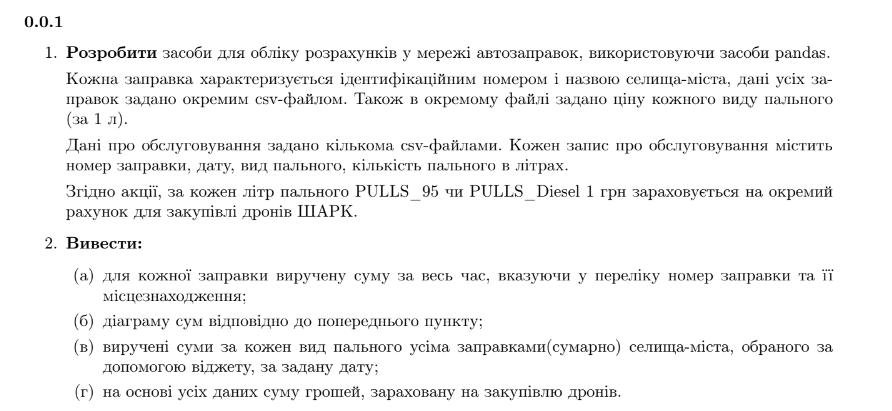 0.0.1
1. Розробити засоби для обліку розрахунків у мережі автозаправок, використовуючи засоби pandas.
Кожна заправка характеризується ідентифікаційним номером і назвою селища-міста, дані усіх за-
правок задано окремим csv-файлом. Також в окремому файлі задано ціну кожного виду пального
(за 1 л).
Дані про обслуговування задано кількома csv-файлами. Кожен запис про обслуговування містить
номер заправки, дату, вид пального, кількість пального в літрах.
Згідно акції, за кожен літр пального PULLS_95 чи PULLS_Diesel 1 грн зараховується на окремий
рахунок для закупівлі дронів ШАРК.
2. Вивести:
(а) для кожної заправки виручену суму за весь час, вказуючи у переліку номер заправки та її
місцезнаходження;
(б) діаграму сум відповідно до попереднього пункту;
(в) виручені суми за кожен вид пального усіма заправками(сумарно) селища-міста, обраного за
допомогою віджету, за задану дату;
(г) на основі усіх даних суму грошей, зараховану на закупівлю дронів.